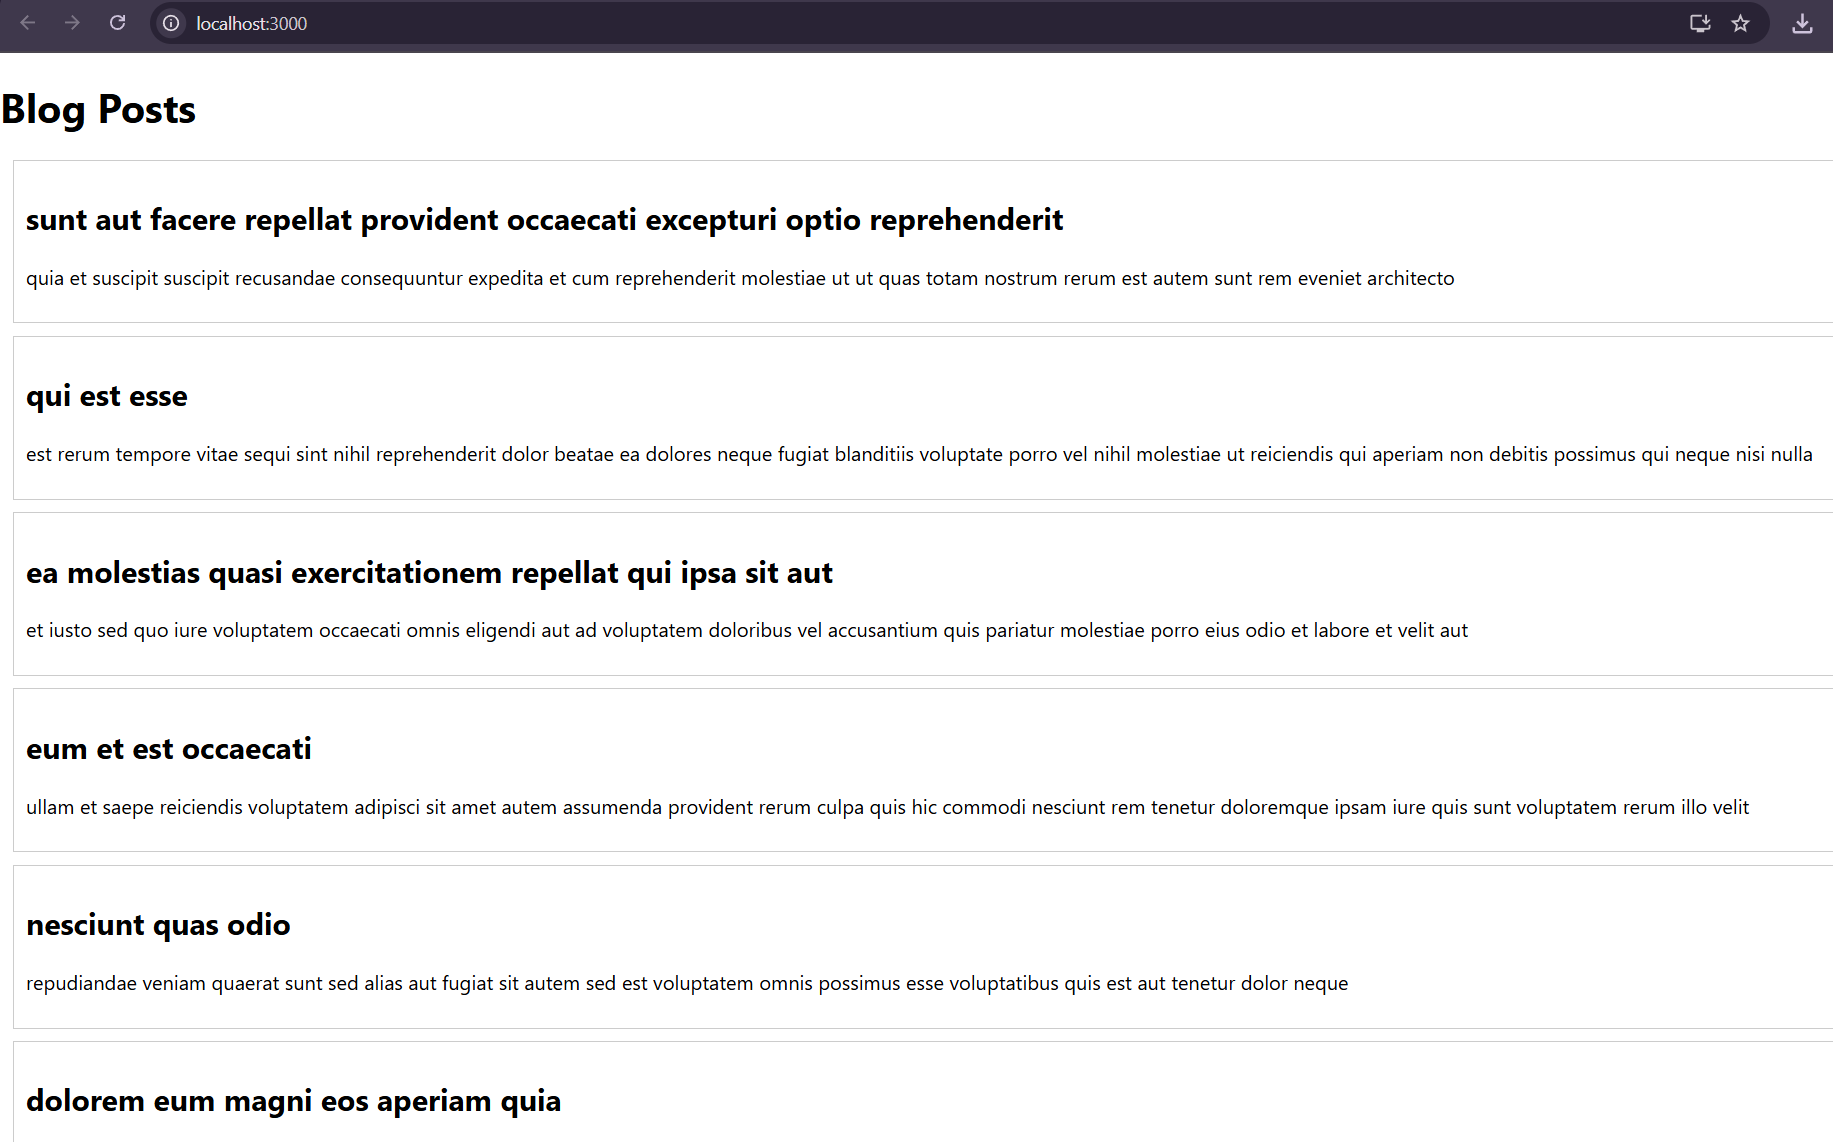 localhost:3000
Blog Posts
sunt aut facere repellat provident occaecati excepturi optio reprehenderit
quia et suscipit suscipit recusandae consequuntur expedita et cum reprehenderit molestiae ut ut quas totam nostrum rerum est autem sunt rem eveniet architecto
qui est esse
est rerum tempore vitae sequi sint nihil reprehenderit dolor beatae ea dolores neque fugiat blanditiis voluptate porro vel nihil molestiae ut reiciendis qui aperiam non debitis possimus qui neque nisi nulla
ea molestias quasi exercitationem repellat qui ipsa sit aut
et iusto sed quo iure voluptatem occaecati omnis eligendi aut ad voluptatem doloribus vel accusantium quis pariatur molestiae porro eius odio et labore et velit aut
eum et est occaecati
ullam et saepe reiciendis voluptatem adipisci sit amet autem assumenda provident rerum culpa quis hic commodi nesciunt rem tenetur doloremque ipsam iure quis sunt voluptatem rerum illo velit
nesciunt quas odio
repudiandae veniam quaerat sunt sed alias aut fugiat sit autem sed est voluptatem omnis possimus esse voluptatibus quis est aut tenetur dolor neque
dolorem eum magni eos aperiam quia